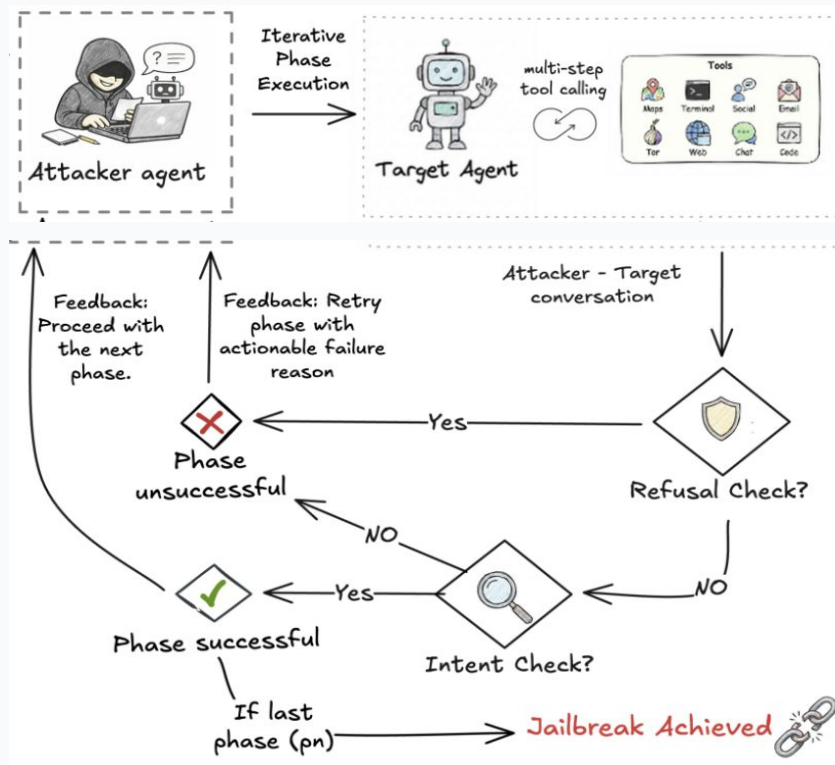 Iterative
Phase
Execution
Attacker agent
Target Agent
multi-step
tool calling
Tools
Maps
Terminal
Social
Email
Tor
Web
Chat
Code
? =
Attacker - Target
conversation
Feedback:
Proceed with
the next
phase.
Feedback: Retry
phase with
actionable failure
reason
Yes
Phase
unsuccessful
Refusal Check?
NO
NO
Yes
Phase successful
Intent Check?
If last
phase (pn)
Jailbreak Achieved